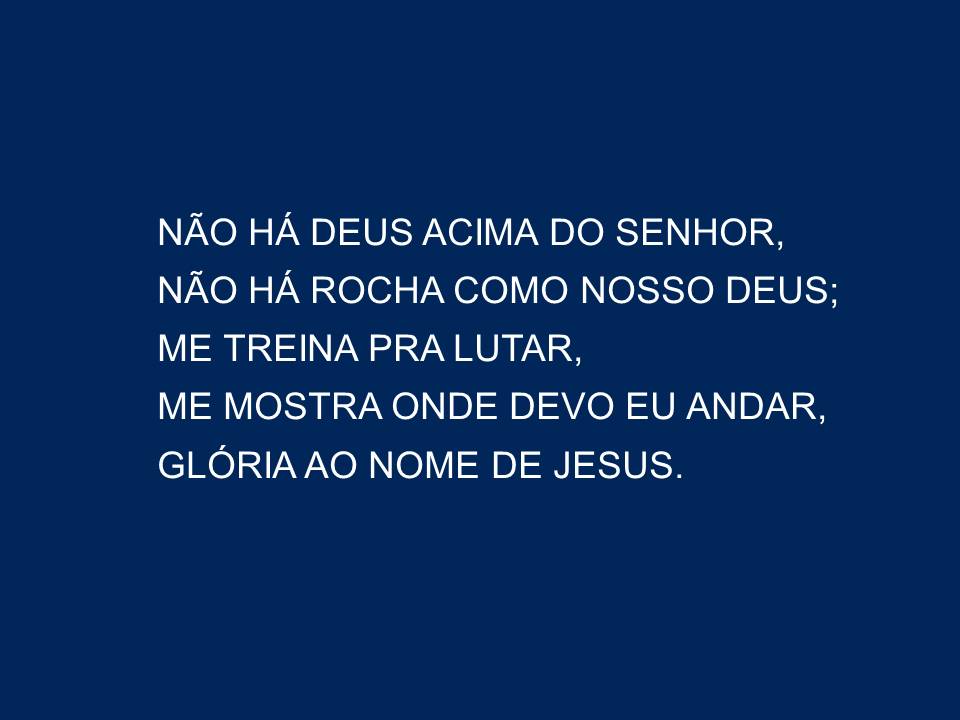 NÃO HÁ DEUS ACIMA DO SENHOR,
NÃO HÁ ROCHA COMO NOSSO DEUS;
ME TREINA PRA LUTAR,
ME MOSTRA ONDE DEVO EU ANDAR,
GLÓRIA AO NOME DE JESUS.